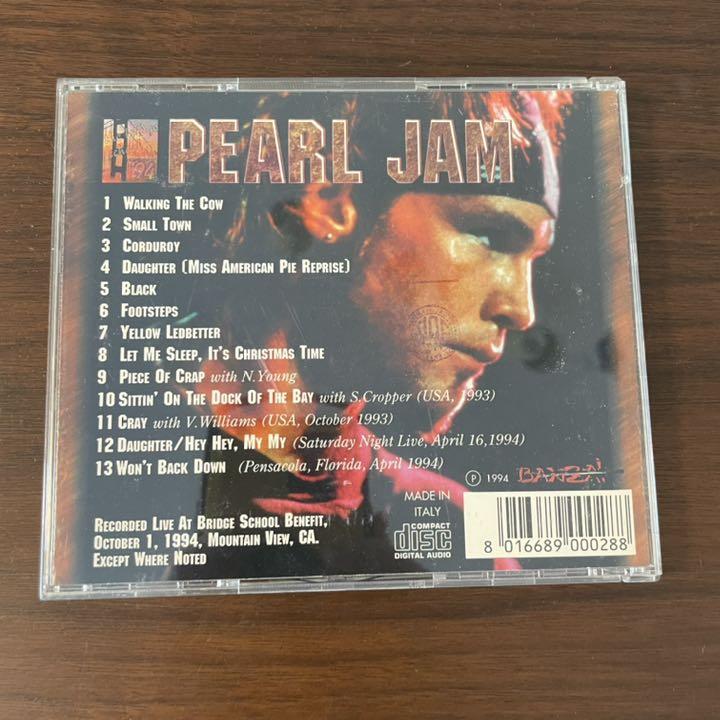 PEARL JAM
1 WALKING THE COW
2 SMALL TOWN
3 CORDUROY
4 DAUGHTER (MISS AMERICAN PIE REPRISE)
5 BLACK
6 FOOTSTEPS
7 YELLOW LEDBETTER
8 LET ME SLEEP, IT'S CHRISTMAS TIME
9 PIECE OF CRAP with N.Young
10 SITTIN' ON THE DOCK OF THE BAY with S.Cropper (USA, 1993)
11 CRAY with V.Williams (USA, October 1993)
12 DAUGHTER/HEY HEY, MY MY (Saturday Night Live, April 16,1994)
13 WON'T BACK DOWN (Pensacola, Florida, April 1994)
RECORDED LIVE AT BRIDGE SCHOOL BENEFIT,
OCTOBER 1, 1994, MOUNTAIN VIEW, CA.
EXCEPT WHERE NOTED
℗ 1994 BANZAI
MADE IN
ITALY
COMPACT
disc
DIGITAL AUDIO
8 016689 000288